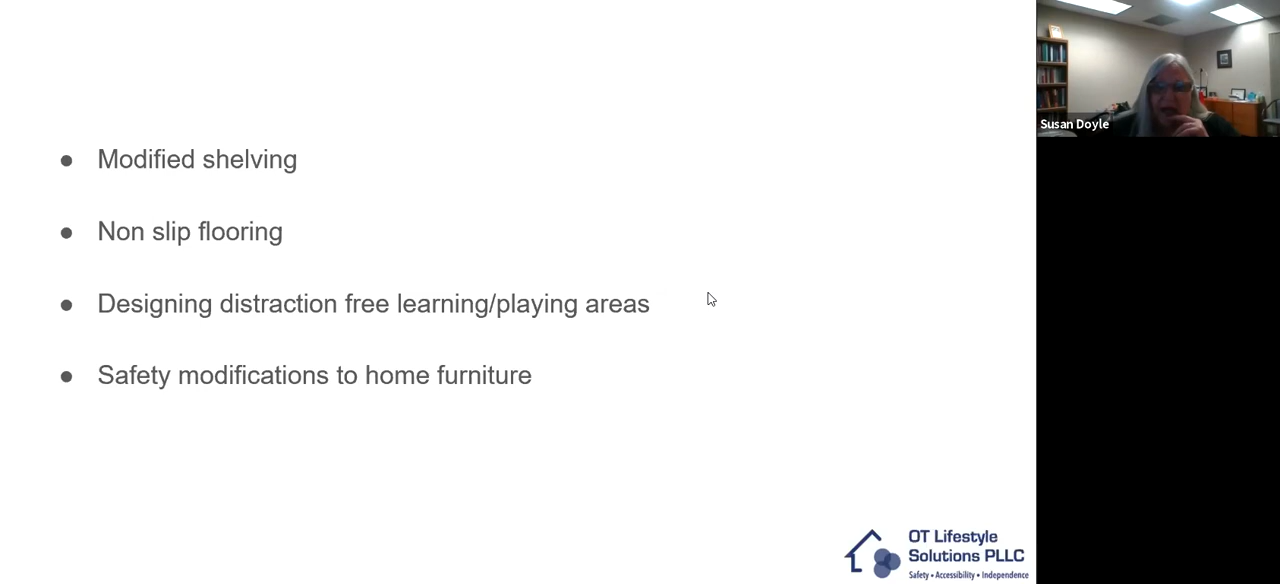 Susan Doyle
● Modified shelving
● Non slip flooring
● Designing distraction free learning/playing areas
● Safety modifications to home furniture
OT Lifestyle
Solutions PLLC
Safety • Accessibility • Independence